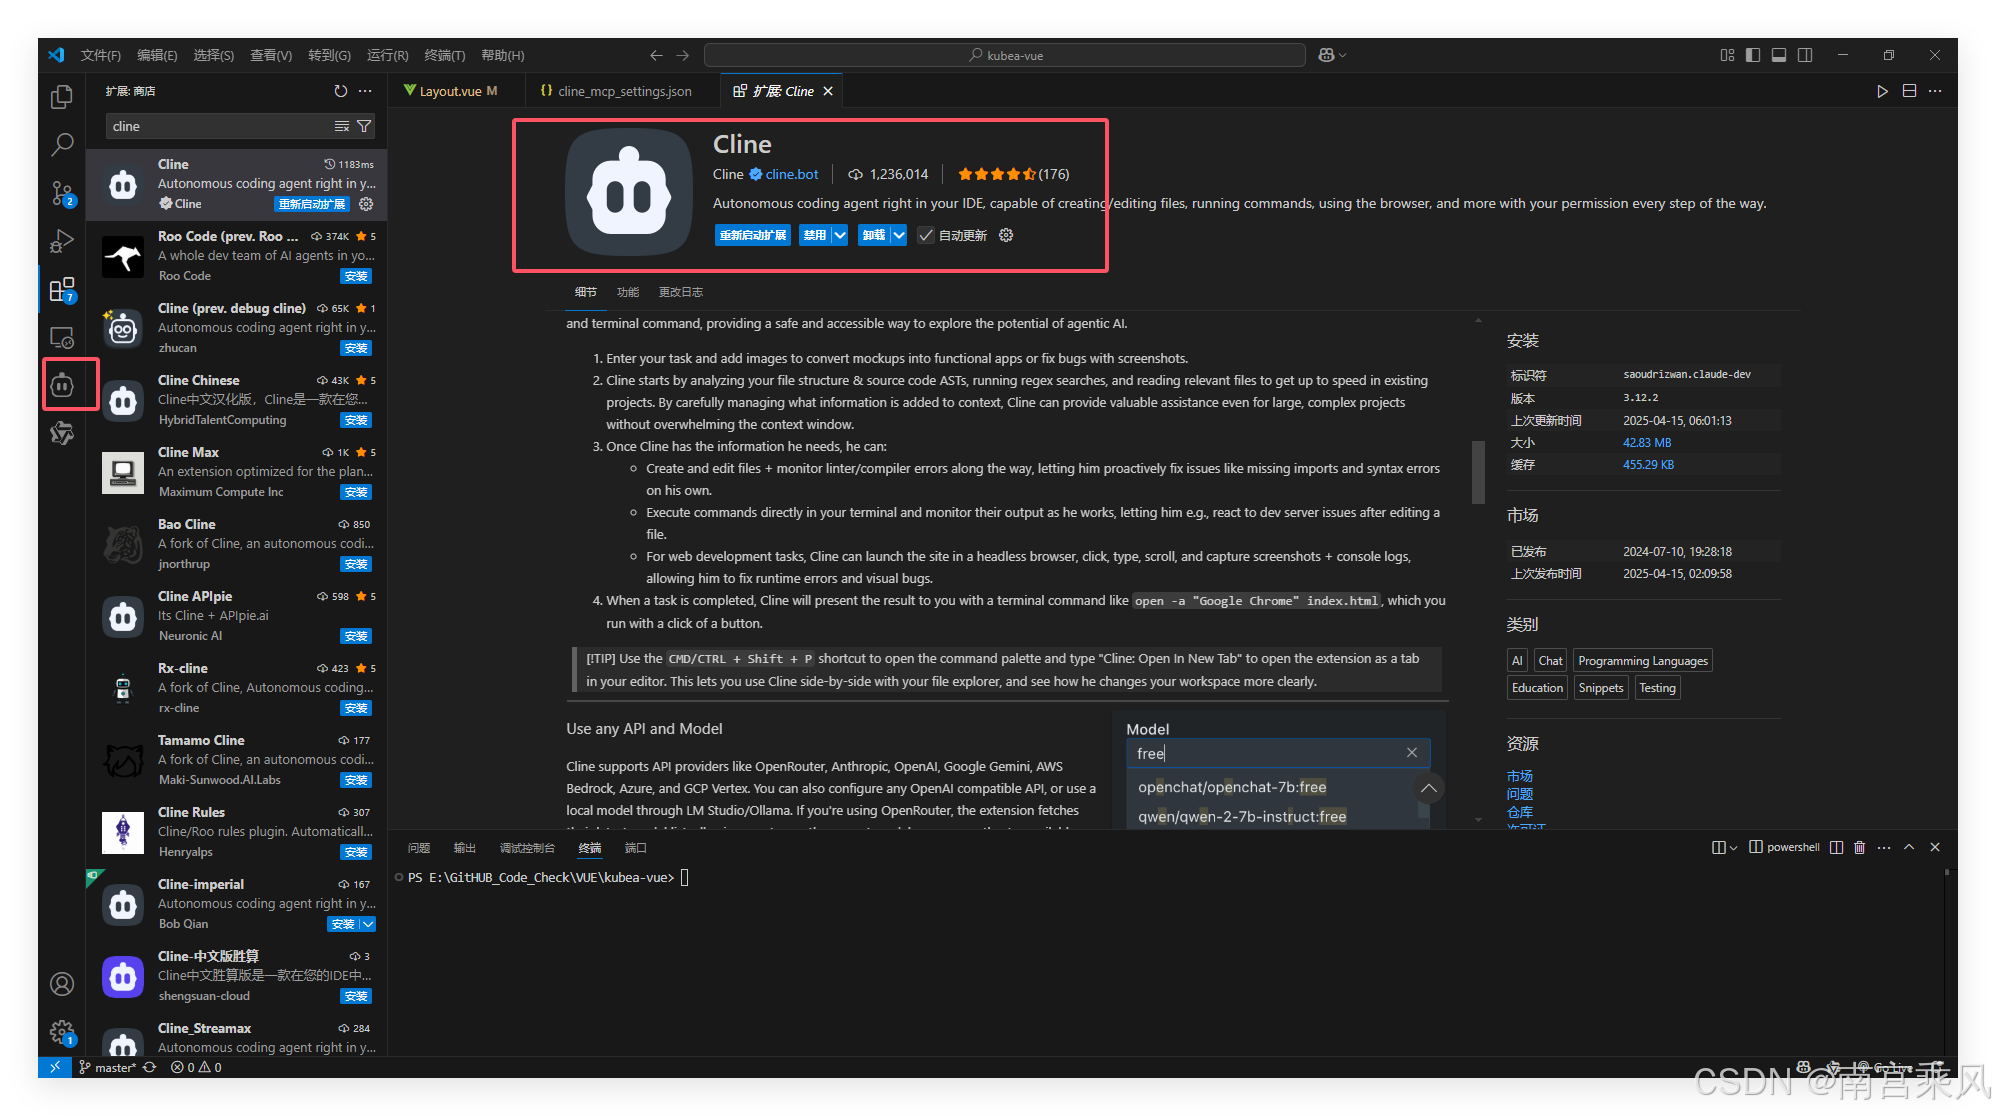 文件(F) 编辑(E) 选择(S) 查看(V) 转到(G) 运行(R) 终端(T) 帮助(H)
kubea-vue
扩展: 商店
Layout.vue M
{} cline_mcp_settings.json
扩展: Cline
cline
Cline 1183ms
Autonomous coding agent right in y...
Cline 重新启动扩展
Roo Code (prev. Roo ... 374K 5
A whole dev team of AI agents in yo...
Roo Code 安装
Cline (prev. debug cline) 65K 1
Autonomous coding agent right in y...
zhucan 安装
Cline Chinese 43K 5
Cline中文汉化版，Cline是一款在您...
HybridTalentComputing 安装
Cline Max 1K 5
An extension optimized for the plan...
Maximum Compute Inc 安装
Bao Cline 850
A fork of Cline, an autonomous codi...
jnorthrup 安装
Cline APIpie 598 5
Its Cline + APIpie.ai
Neuronic AI 安装
Rx-cline 423 5
A fork of Cline, Autonomous coding...
rx-cline 安装
Tamamo Cline 177
A fork of Cline, an autonomous codi...
Maki-Sunwood.AI.Labs 安装
Cline Rules 307
Cline/Roo rules plugin. Automaticall...
Henryalps 安装
Cline-imperial 167
Autonomous coding agent right in y...
Bob Qian 安装
Cline-中文版胜算 3
Cline中文胜算版是一款在您的IDE中...
shengsuan-cloud 安装
Cline_Streamax 284
Autonomous coding agent right in y...
2
7
1
Cline
Cline cline.bot 1,236,014 (176)
Autonomous coding agent right in your IDE, capable of creating/editing files, running commands, using the browser, and more with your permission every step of the way.
重新启动扩展 禁用 卸载 自动更新
细节 功能 更改日志
and terminal command, providing a safe and accessible way to explore the potential of agentic AI.
1. Enter your task and add images to convert mockups into functional apps or fix bugs with screenshots.
2. Cline starts by analyzing your file structure & source code ASTs, running regex searches, and reading relevant files to get up to speed in existing
projects. By carefully managing what information is added to context, Cline can provide valuable assistance even for large, complex projects
without overwhelming the context window.
3. Once Cline has the information he needs, he can:
Create and edit files + monitor linter/compiler errors along the way, letting him proactively fix issues like missing imports and syntax errors
on his own.
Execute commands directly in your terminal and monitor their output as he works, letting him e.g., react to dev server issues after editing a
file.
For web development tasks, Cline can launch the site in a headless browser, click, type, scroll, and capture screenshots + console logs,
allowing him to fix runtime errors and visual bugs.
4. When a task is completed, Cline will present the result to you with a terminal command like open -a "Google Chrome" index.html, which you
run with a click of a button.
[!TIP] Use the CMD/CTRL + Shift + P shortcut to open the command palette and type "Cline: Open In New Tab" to open the extension as a tab
in your editor. This lets you use Cline side-by-side with your file explorer, and see how he changes your workspace more clearly.
Use any API and Model
Cline supports API providers like OpenRouter, Anthropic, OpenAI, Google Gemini, AWS
Bedrock, Azure, and GCP Vertex. You can also configure any OpenAI compatible API, or use a
local model through LM Studio/Ollama. If you're using OpenRouter, the extension fetches
Model
free
openchat/openchat-7b:free
qwen/qwen-2-7b-instruct:free
安装
标识符 saoudrizwan.claude-dev
版本 3.12.2
上次更新时间 2025-04-15, 06:01:13
大小 42.83 MB
缓存 455.29 KB
市场
已发布 2024-07-10, 19:28:18
上次发布时间 2025-04-15, 02:09:58
类别
AI Chat Programming Languages
Education Snippets Testing
资源
市场
问题
仓库
许可证
问题 输出 调试控制台 终端 端口
powershell
PS E:\GitHUB_Code_Check\VUE\kubea-vue>
master* 0 0
Go Live
CSDN @南宫乘风